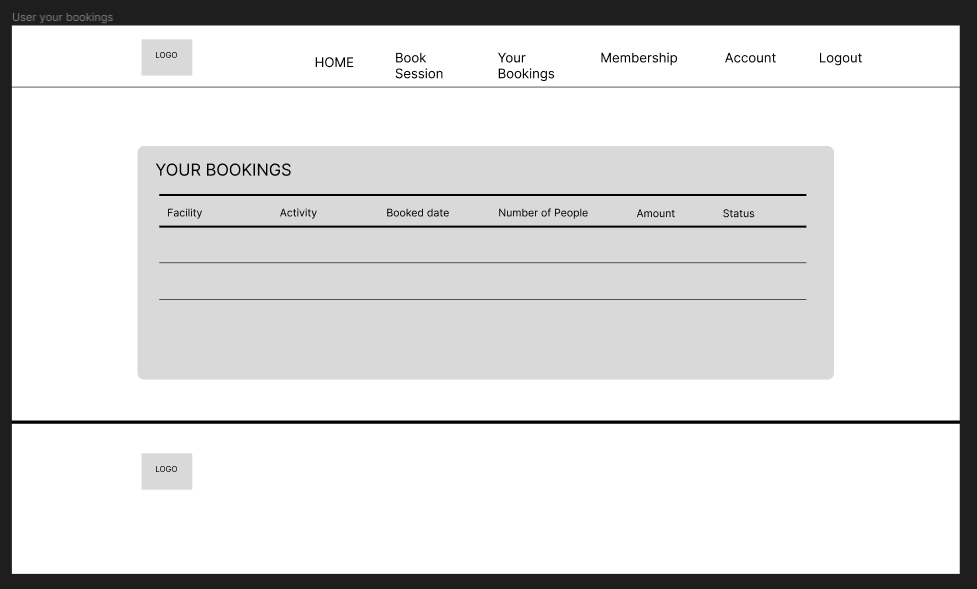 User your bookings
LOGO
HOME
Book
Session
Your
Bookings
Membership
Account
Logout
YOUR BOOKINGS
Facility
Activity
Booked date
Number of People
Amount
Status
LOGO